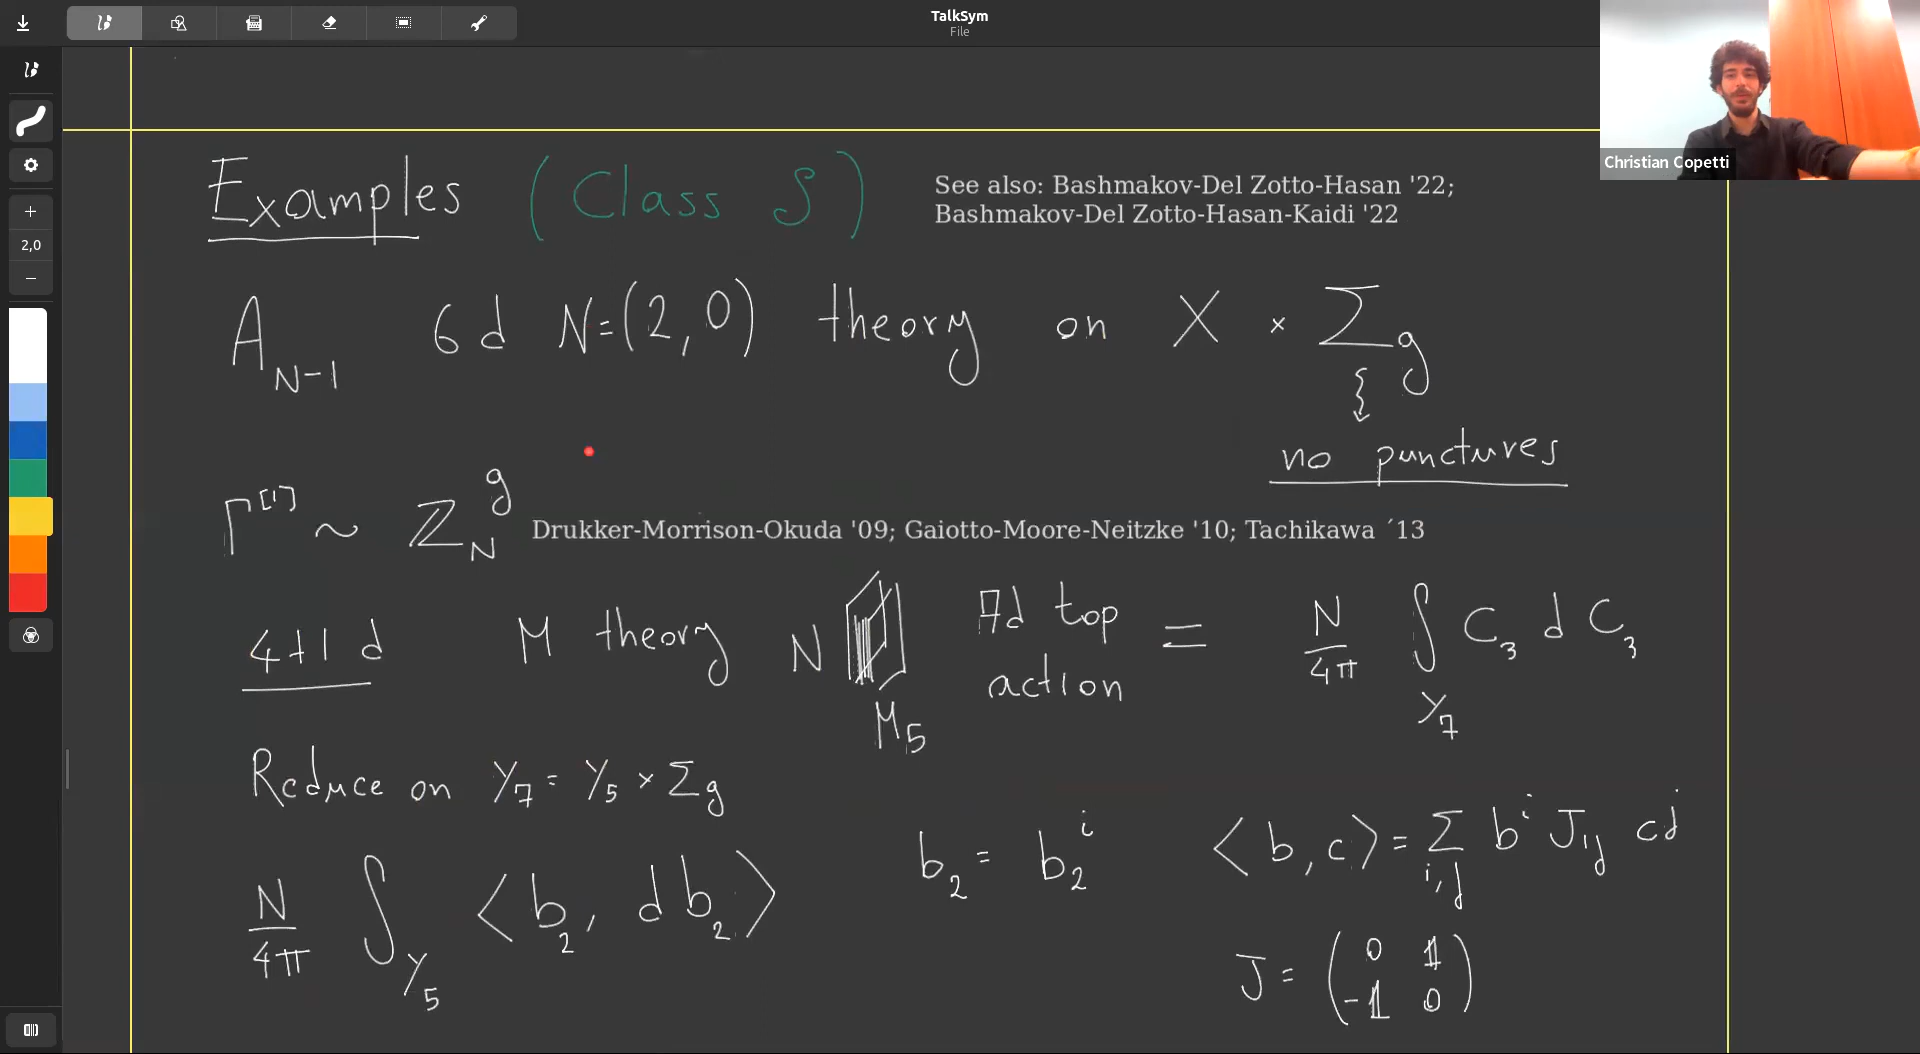 TalkSym
File
Christian Copetti
2,0
Examples (Class S)
See also: Bashmakov-Del Zotto-Hasan '22;
Bashmakov-Del Zotto-Hasan-Kaidi '22
A_{N-1} 6d N=(2,0) theory on X × Σ_g
no punctures
Γ^{[1]} ~ ℤ_N^g Drukker-Morrison-Okuda '09; Gaiotto-Moore-Neitzke '10; Tachikawa ´13
4+1 d M theory N M_5 7d top action = N/4π ∫_{Y_7} C_3 d C_3
Reduce on Y_7 = Y_5 × Σ_g
N/4π ∫_{Y_5} <b_2, d b_2> b_2 = b_2^i <b, c> = Σ_{i,j} b^i J_{ij} c^j
J = (0 1 -1 0)